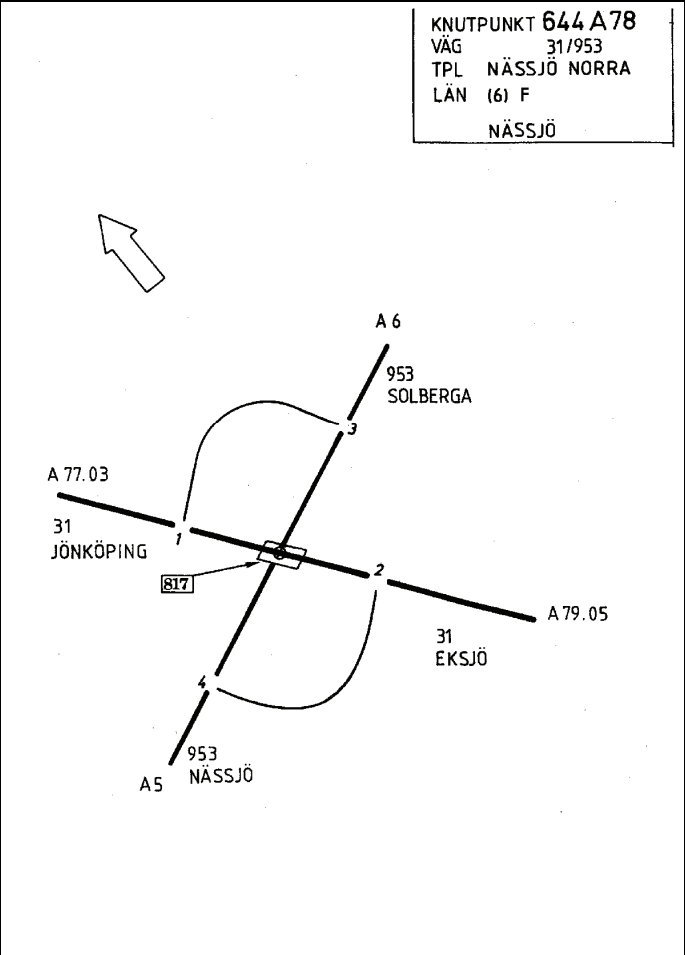 KNUTPUNKT 644 A78
VÄG 31/953
TPL NÄSSJÖ NORRA
LÄN (6) F
NÄSSJÖ
A 6
953
SOLBERGA
3
A 77.03
31
JÖNKÖPING
1
817
2
A 79.05
31
EKSJÖ
4
953
NÄSSJÖ
A 5